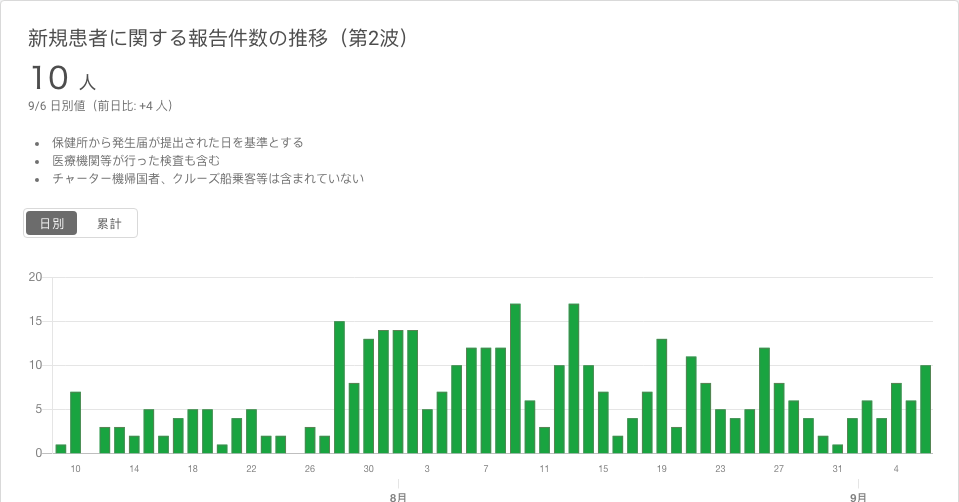 新規患者に関する報告件数の推移（第2波）
10 人
9/6 日別値（前日比: +4 人）
保健所から発生届が提出された日を基準とする
医療機関等が行った検査も含む
チャーター機帰国者、クルーズ船乗客等は含まれていない
日別 累計
20
15
10
5
0
10 14 18 22 26 30 3 7 11 15 19 23 27 31 4
8月 9月